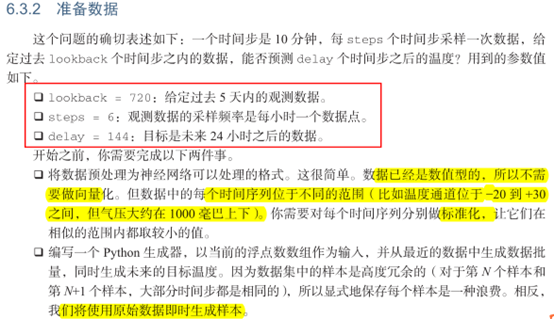 6.3.2 准备数据
这个问题的确切表述如下：一个时间步是 10 分钟，每 steps 个时间步采样一次数据，给
定过去 lookback 个时间步之内的数据，能否预测 delay 个时间步之后的温度？用到的参数值
如下。
❏ lookback = 720：给定过去 5 天内的观测数据。
❏ steps = 6：观测数据的采样频率是每小时一个数据点。
❏ delay = 144：目标是未来 24 小时之后的数据。
开始之前，你需要完成以下两件事。
❏ 将数据预处理为神经网络可以处理的格式。这很简单。数据已经是数值型的，所以不需
要做向量化。但数据中的每个时间序列位于不同的范围（比如温度通道位于 −20 到 +30
之间，但气压大约在 1000 毫巴上下）。你需要对每个时间序列分别做标准化，让它们在
相似的范围内都取较小的值。
❏ 编写一个 Python 生成器，以当前的浮点数数组作为输入，并从最近的数据中生成数据批
量，同时生成未来的目标温度。因为数据集中的样本是高度冗余的（对于第 N 个样本和
第 N+1 个样本，大部分时间步都是相同的），所以显式地保存每个样本是一种浪费。相反，
我们将使用原始数据即时生成样本。